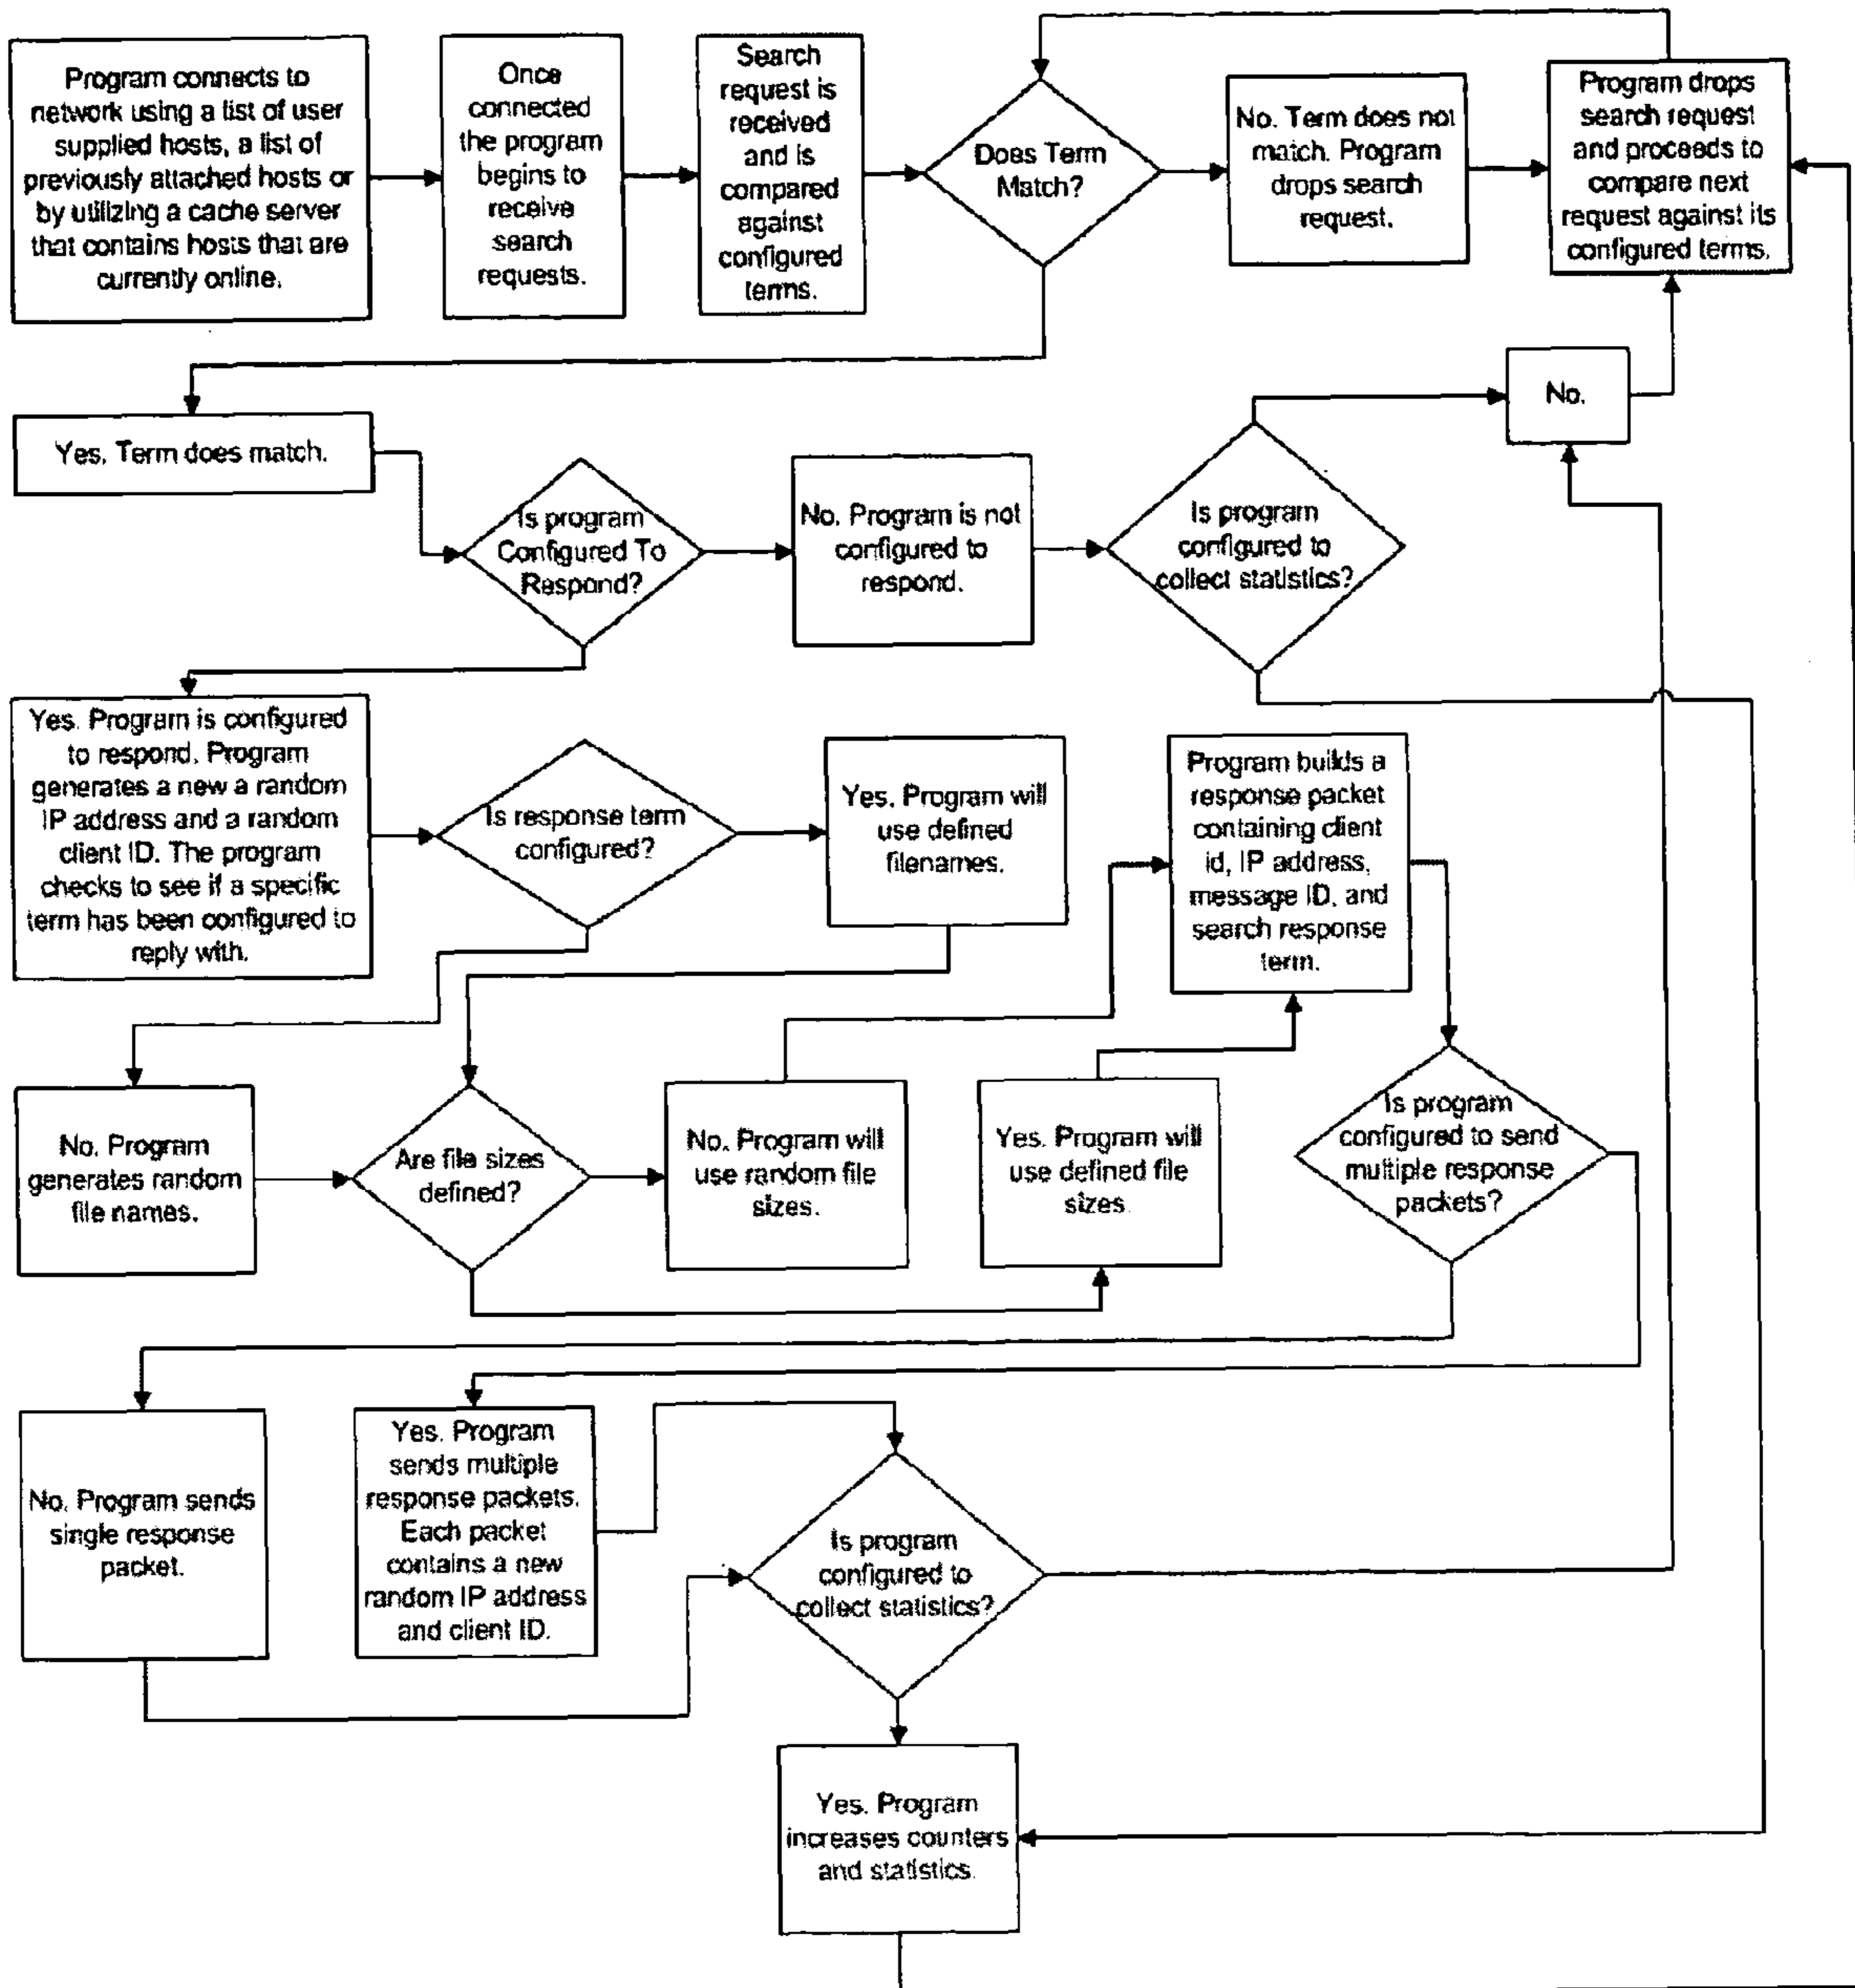 Program connects to
network using a list of user
supplied hosts, a list of
previously attached hosts or
by utilizing a cache server
that contains hosts that are
currently online.
Once
connected
the program
begins to
receive
search
requests.
Search
request is
received
and is
compared
against
configured
terms.
Does Term
Match?
No. Term does not
match. Program
drops search
request.
Program drops
search request
and proceeds to
compare next
request against its
configured terms.
Yes. Term does match.
Is program
Configured To
Respond?
No. Program is not
configured to
respond.
Is program
configured to
collect statistics?
No.
Yes. Program is configured
to respond. Program
generates a new a random
IP address and a random
client ID. The program
checks to see if a specific
term has been configured to
reply with.
Is response term
configured?
Yes. Program will
use defined
filenames.
Program builds a
response packet
containing client
id, IP address,
message ID, and
search response
term.
No. Program
generates random
file names.
Are file sizes
defined?
No. Program will
use random file
sizes.
Yes. Program will
use defined file
sizes.
Is program
configured to send
multiple response
packets?
No. Program sends
single response
packet.
Yes. Program
sends multiple
response packets.
Each packet
contains a new
random IP address
and client ID.
Is program
configured to
collect statistics?
Yes. Program
increases counters
and statistics.